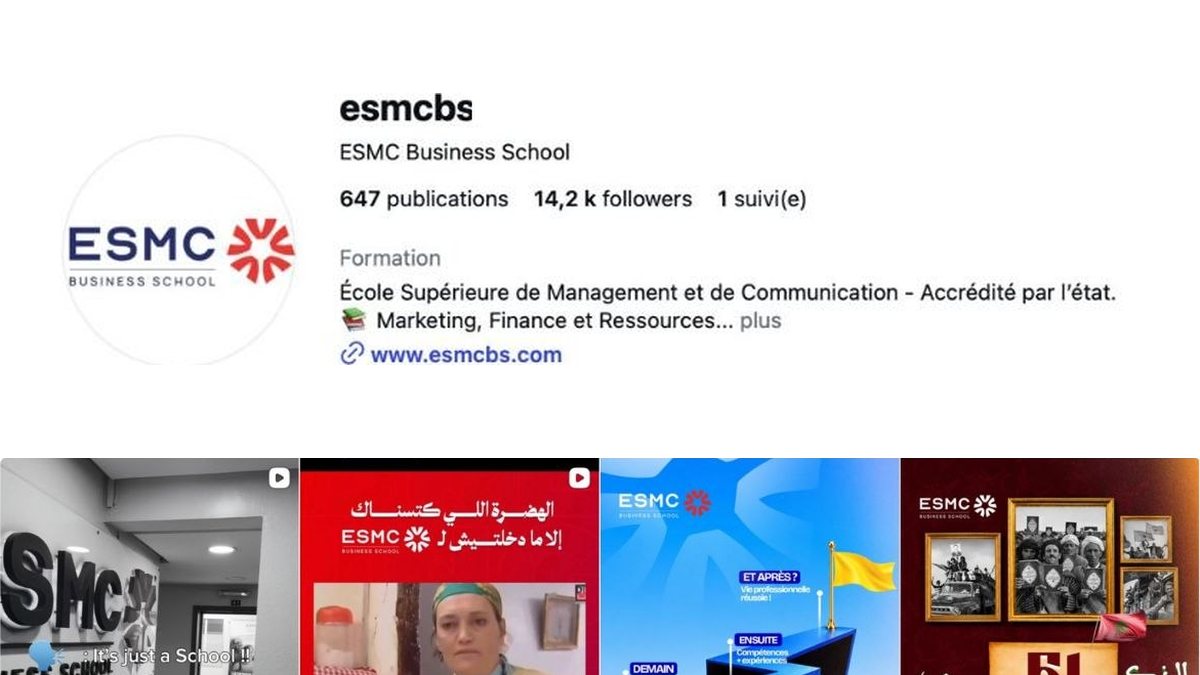 esmcbs
ESMC Business School
647 publications 14,2 k followers 1 suivi(e)
ESMC
BUSINESS SCHOOL
Formation
École Supérieure de Management et de Communication - Accrédité par l'état.
Marketing, Finance et Ressources... plus
www.esmcbs.com
SMC
: It's just a School !!
الهضرة اللي كتسناك
إلا ما دخلتيش لـ ESMC
BUSINESS SCHOOL
ESMC
BUSINESS SCHOOL
ET APRÈS ?
Vie professionnelle
réussie !
ENSUITE
Compétences
+ expériences
DEMAIN
ESMC
BUSINESS SCHOOL